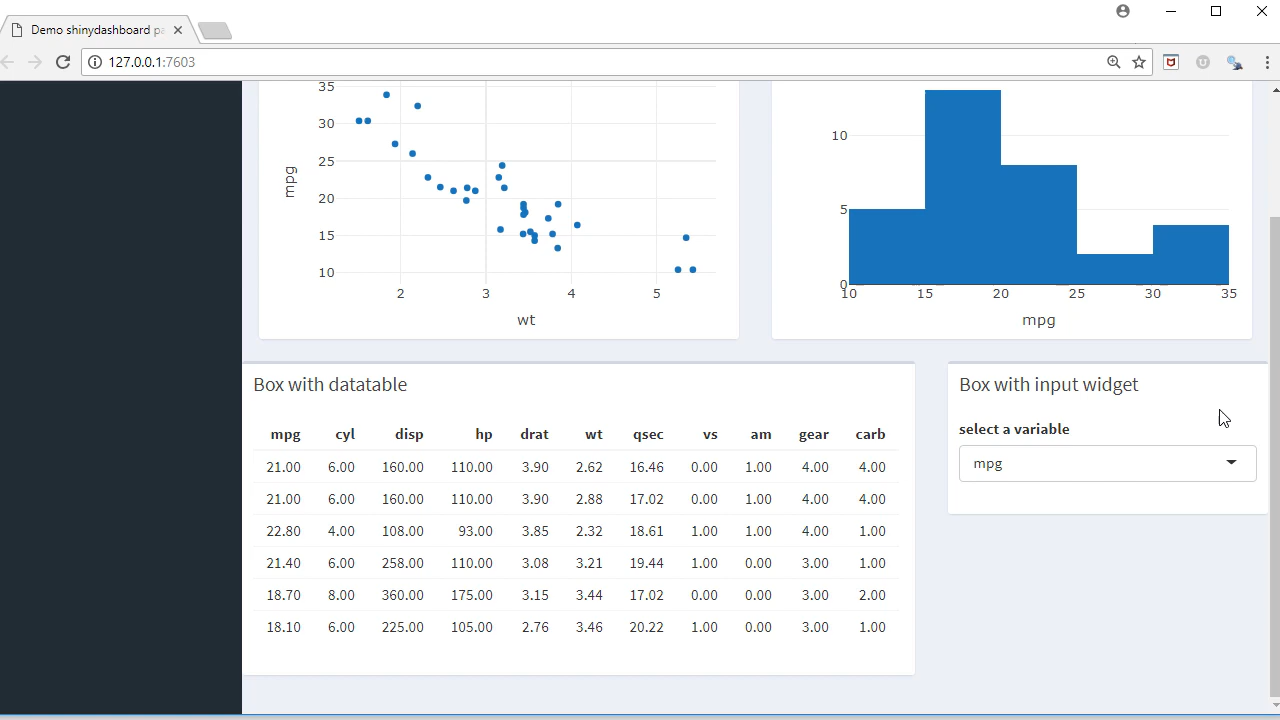 Demo shinydashboard pa
127.0.0.1:7603
35
30
25
20
15
10
mpg
2 3 4 5
wt
10
5
0
10 15 20 25 30 35
mpg
Box with datatable
mpg cyl disp hp drat wt qsec vs am gear carb
21.00 6.00 160.00 110.00 3.90 2.62 16.46 0.00 1.00 4.00 4.00
21.00 6.00 160.00 110.00 3.90 2.88 17.02 0.00 1.00 4.00 4.00
22.80 4.00 108.00 93.00 3.85 2.32 18.61 1.00 1.00 4.00 1.00
21.40 6.00 258.00 110.00 3.08 3.21 19.44 1.00 0.00 3.00 1.00
18.70 8.00 360.00 175.00 3.15 3.44 17.02 0.00 0.00 3.00 2.00
18.10 6.00 225.00 105.00 2.76 3.46 20.22 1.00 0.00 3.00 1.00
Box with input widget
select a variable
mpg